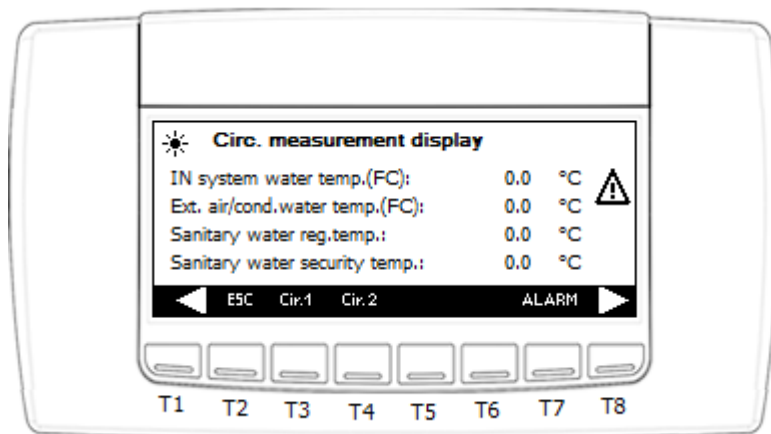 Circ. measurement display
IN system water temp.(FC): 0.0 °C
Ext. air/cond.water temp.(FC): 0.0 °C
Sanitary water reg.temp.: 0.0 °C
Sanitary water security temp.: 0.0 °C
ESC Cir.1 Cir.2 ALARM
T1 T2 T3 T4 T5 T6 T7 T8